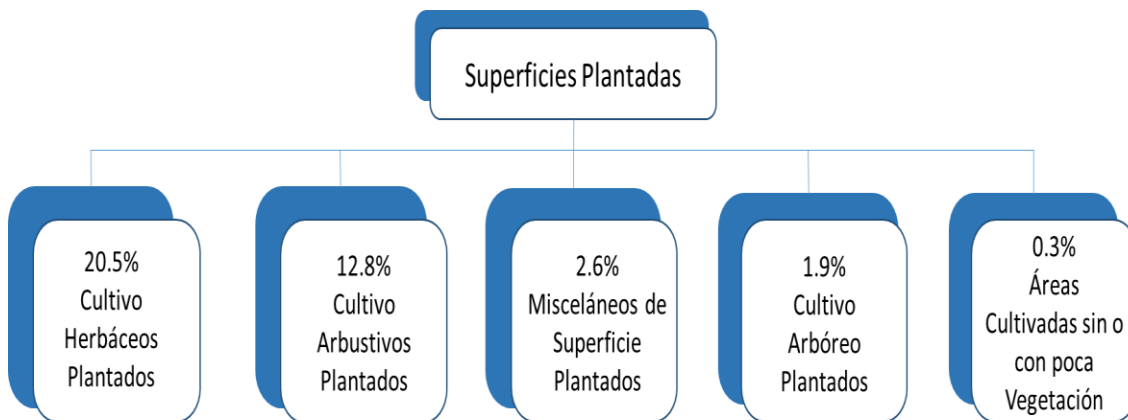 Superficies Plantadas
20.5%
Cultivo
Herbáceos
Plantados
12.8%
Cultivo
Arbustivos
Plantados
2.6%
Misceláneos de
Superficie
Plantados
1.9%
Cultivo
Arbóreo
Plantados
0.3%
Áreas
Cultivadas sin o
con poca
Vegetación